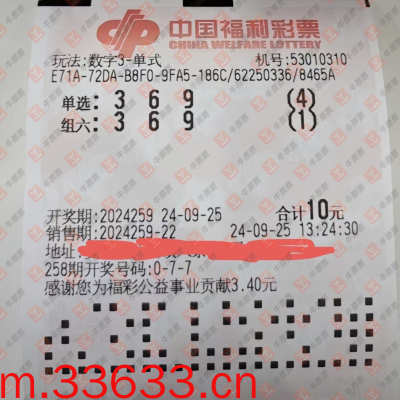 中国福利彩票
CHINA WELFARE LOTTERY
玩法:数字3-单式 机号:53010310
E71A-72DA-B8F0-9FA5-186C/62250336/8465A
单选: 3 6 9 (4)
组六: 3 6 9 (1)
开奖期:2024259 24-09-25 合计10元
销售期:2024259-22 24-09-25 13:24:30
地址:
258期开奖号码:0-7-7
感谢您为福彩公益事业贡献3.40元
m.33633.cn